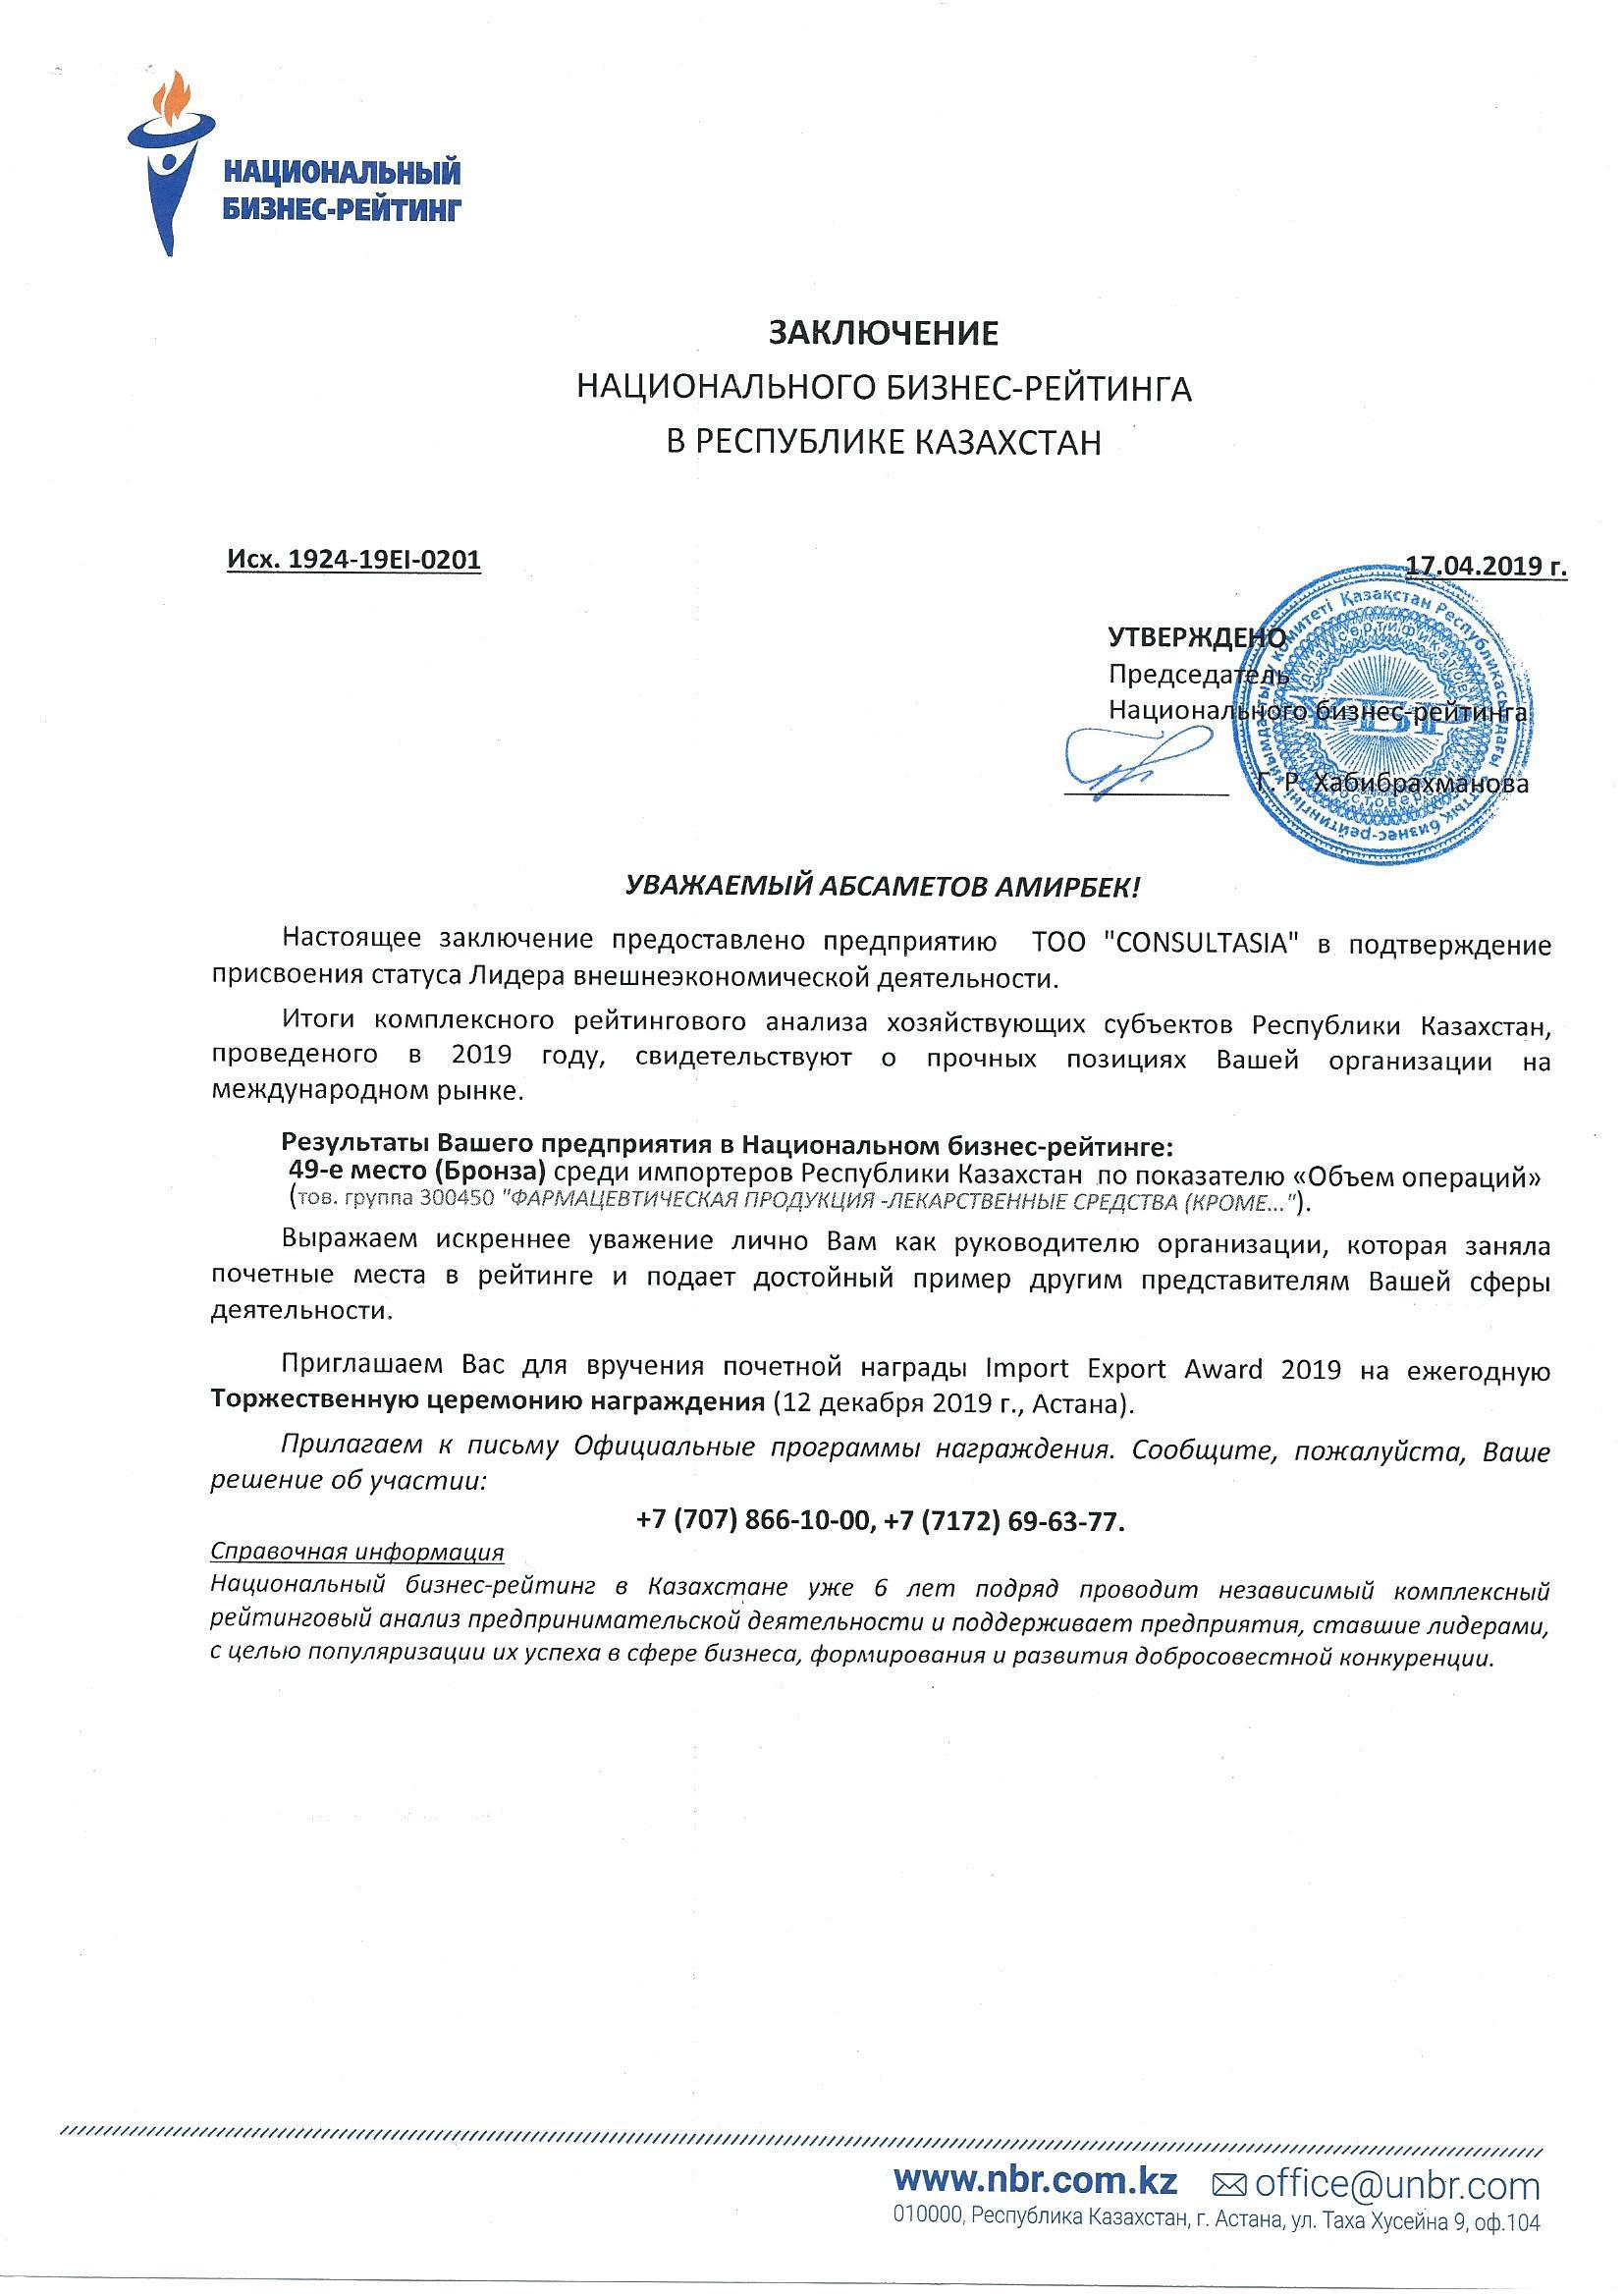 НАЦИОНАЛЬНЫЙ
БИЗНЕС-РЕЙТИНГ
ЗАКЛЮЧЕНИЕ
НАЦИОНАЛЬНОГО БИЗНЕС-РЕЙТИНГА
В РЕСПУБЛИКЕ КАЗАХСТАН
Исх. 1924-19EI-0201
17.04.2019 г.
УТВЕРЖДЕНО
Председатель
Национального бизнес-рейтинга
Г. Р. Хабибрахманова
Қазақстан Республикасындағы Ұлттық бизнес-рейтингінің ұйымдастыру комитеті
для сертификатов
УБР
УВАЖАЕМЫЙ АБСАМЕТОВ АМИРБЕК!
Настоящее заключение предоставлено предприятию ТОО "CONSULTASIA" в подтверждение
присвоения статуса Лидера внешнеэкономической деятельности.
Итоги комплексного рейтингового анализа хозяйствующих субъектов Республики Казахстан,
проведеного в 2019 году, свидетельствуют о прочных позициях Вашей организации на
международном рынке.
Результаты Вашего предприятия в Национальном бизнес-рейтинге:
49-е место (Бронза) среди импортеров Республики Казахстан по показателю «Объем операций»
(тов. группа 300450 "ФАРМАЦЕВТИЧЕСКАЯ ПРОДУКЦИЯ -ЛЕКАРСТВЕННЫЕ СРЕДСТВА (КРОМЕ...").
Выражаем искреннее уважение лично Вам как руководителю организации, которая заняла
почетные места в рейтинге и подает достойный пример другим представителям Вашей сферы
деятельности.
Приглашаем Вас для вручения почетной награды Import Export Award 2019 на ежегодную
Торжественную церемонию награждения (12 декабря 2019 г., Астана).
Прилагаем к письму Официальные программы награждения. Сообщите, пожалуйста, Ваше
решение об участии:
+7 (707) 866-10-00, +7 (7172) 69-63-77.
Справочная информация
Национальный бизнес-рейтинг в Казахстане уже 6 лет подряд проводит независимый комплексный
рейтинговый анализ предпринимательской деятельности и поддерживает предприятия, ставшие лидерами,
с целью популяризации их успеха в сфере бизнеса, формирования и развития добросовестной конкуренции.
www.nbr.com.kz office@unbr.com
010000, Республика Казахстан, г. Астана, ул. Таха Хусейна 9, оф.104